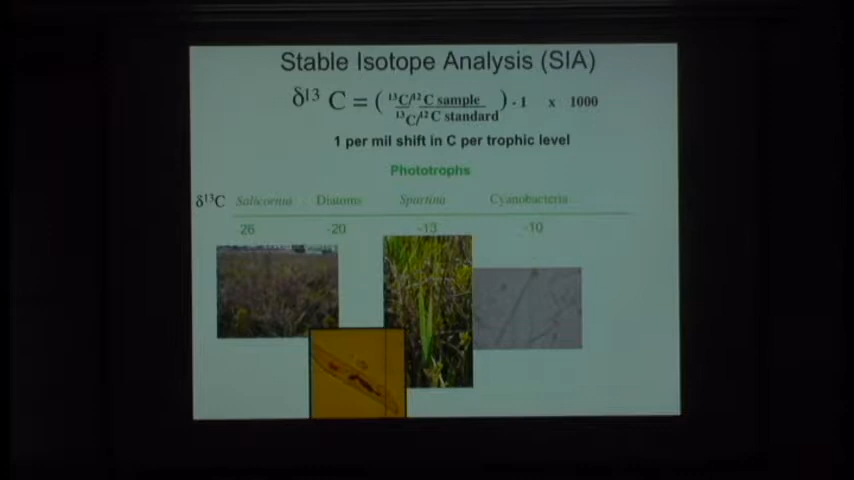 Stable Isotope Analysis (SIA)
δ¹³ C = ( ¹³C/¹²C sample ) - 1 x 1000
¹³C/¹²C standard
1 per mil shift in C per trophic level
Phototrophs
δ¹³C Salicornia Diatoms Spartina Cyanobacteria
26 -20 -13 -10